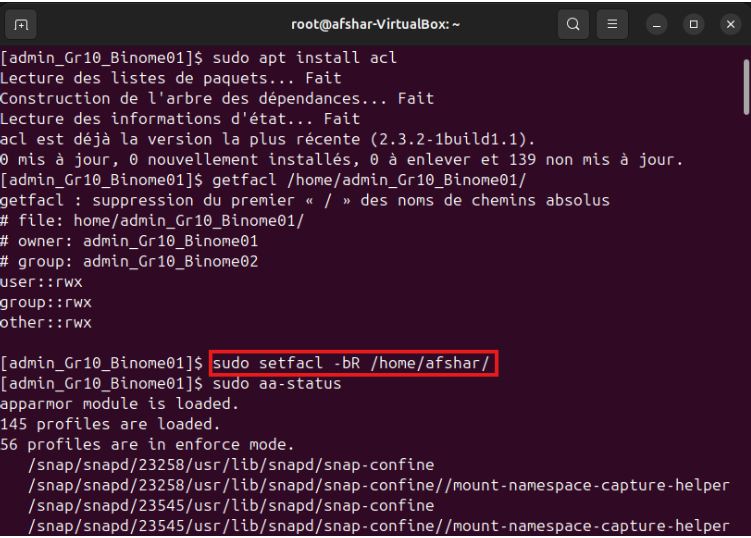 root@afshar-VirtualBox: ~
[admin_Gr10_Binome01]$ sudo apt install acl
Lecture des listes de paquets... Fait
Construction de l'arbre des dépendances... Fait
Lecture des informations d'état... Fait
acl est déjà la version la plus récente (2.3.2-1build1.1).
0 mis à jour, 0 nouvellement installés, 0 à enlever et 139 non mis à jour.
[admin_Gr10_Binome01]$ getfacl /home/admin_Gr10_Binome01/
getfacl : suppression du premier « / » des noms de chemins absolus
# file: home/admin_Gr10_Binome01/
# owner: admin_Gr10_Binome01
# group: admin_Gr10_Binome02
user::rwx
group::rwx
other::rwx
[admin_Gr10_Binome01]$ sudo setfacl -bR /home/afshar/
[admin_Gr10_Binome01]$ sudo aa-status
apparmor module is loaded.
145 profiles are loaded.
56 profiles are in enforce mode.
/snap/snapd/23258/usr/lib/snapd/snap-confine
/snap/snapd/23258/usr/lib/snapd/snap-confine//mount-namespace-capture-helper
/snap/snapd/23545/usr/lib/snapd/snap-confine
/snap/snapd/23545/usr/lib/snapd/snap-confine//mount-namespace-capture-helper